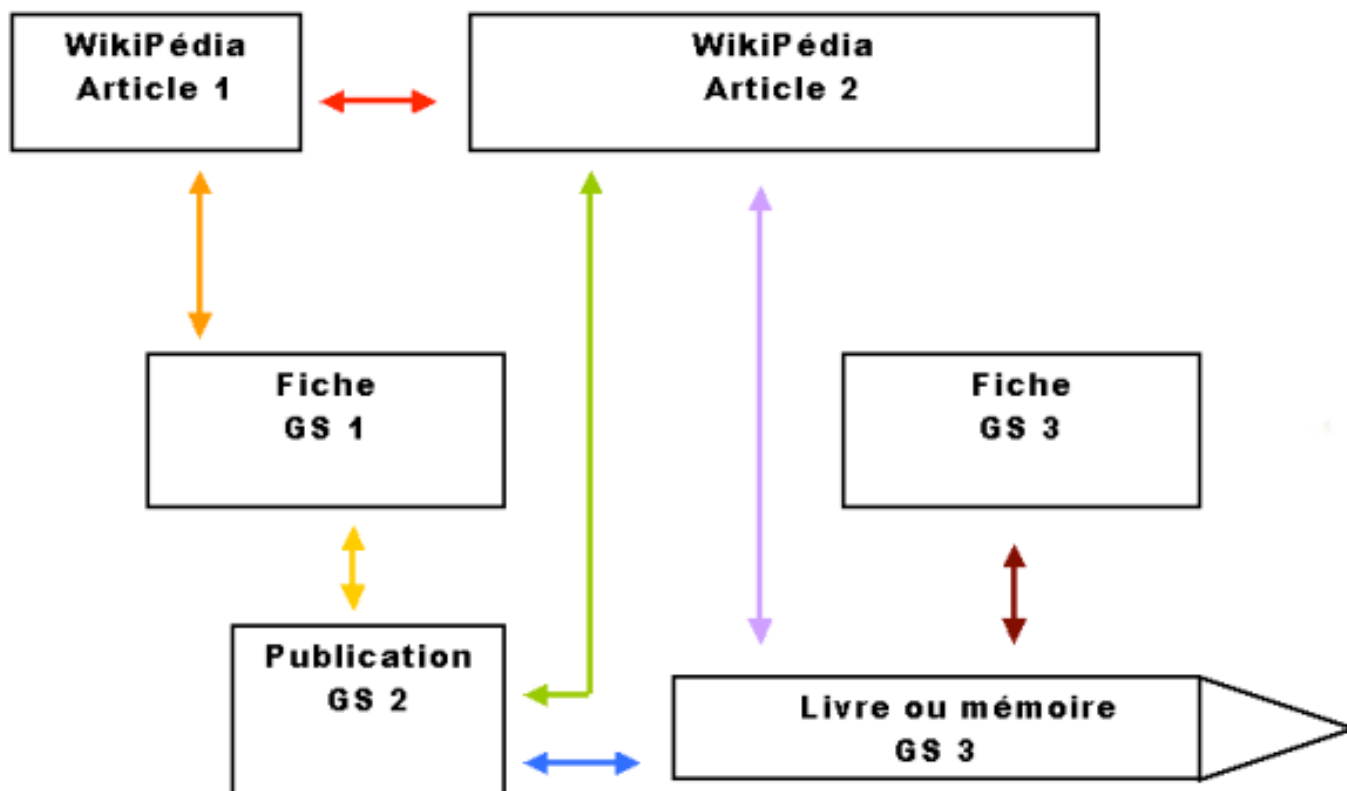 WikiPédia
Article 1
WikiPédia
Article 2
Fiche
GS 1
Fiche
GS 3
Publication
GS 2
Livre ou mémoire
GS 3